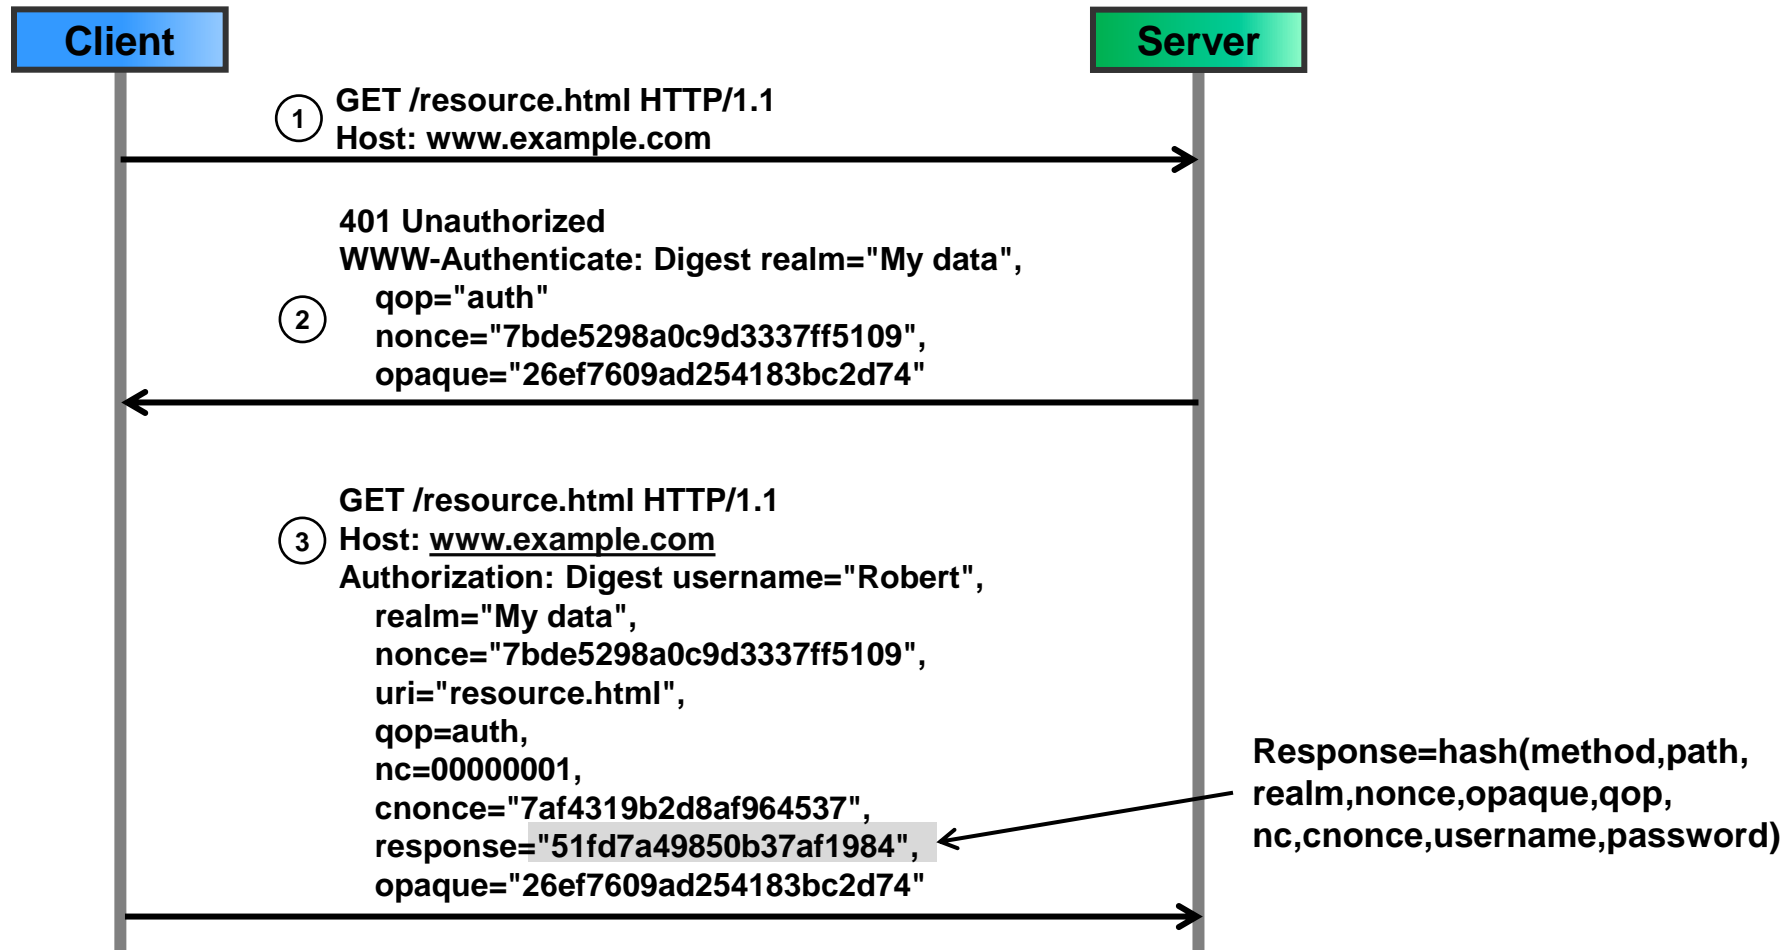 Client
Server
1
GET /resource.html HTTP/1.1
Host: www.example.com
401 Unauthorized
WWW-Authenticate: Digest realm="My data",
qop="auth"
2
nonce="7bde5298a0c9d3337ff5109",
opaque="26ef7609ad254183bc2d74"
GET /resource.html HTTP/1.1
3
Host: www.example.com
Authorization: Digest username="Robert",
realm="My data",
nonce="7bde5298a0c9d3337ff5109",
uri="resource.html",
qop=auth,
nc=00000001,
cnonce="7af4319b2d8af964537",
response="51fd7a49850b37af1984",
opaque="26ef7609ad254183bc2d74"
Response=hash(method,path,
realm,nonce,opaque,qop,
nc,cnonce,username,password)